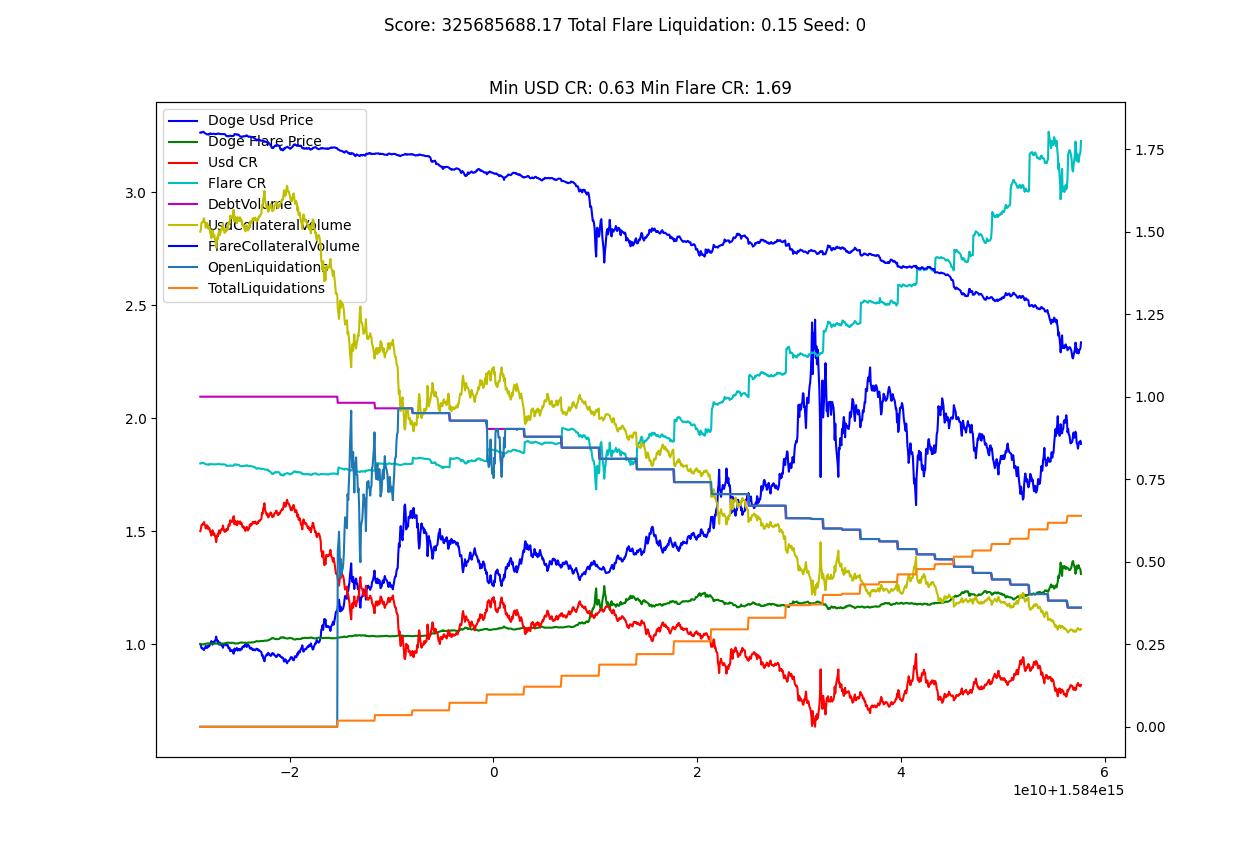 Score: 325685688.17 Total Flare Liquidation: 0.15 Seed: 0
Min USD CR: 0.63 Min Flare CR: 1.69
Doge Usd Price
Doge Flare Price
Usd CR
Flare CR
DebtVolume
UsdCollateralVolume
FlareCollateralVolume
OpenLiquidations
TotalLiquidations
3.0
2.5
2.0
1.5
1.0
1.75
1.50
1.25
1.00
0.75
0.50
0.25
0.00
−2
0
2
4
6
1e10+1.584e15